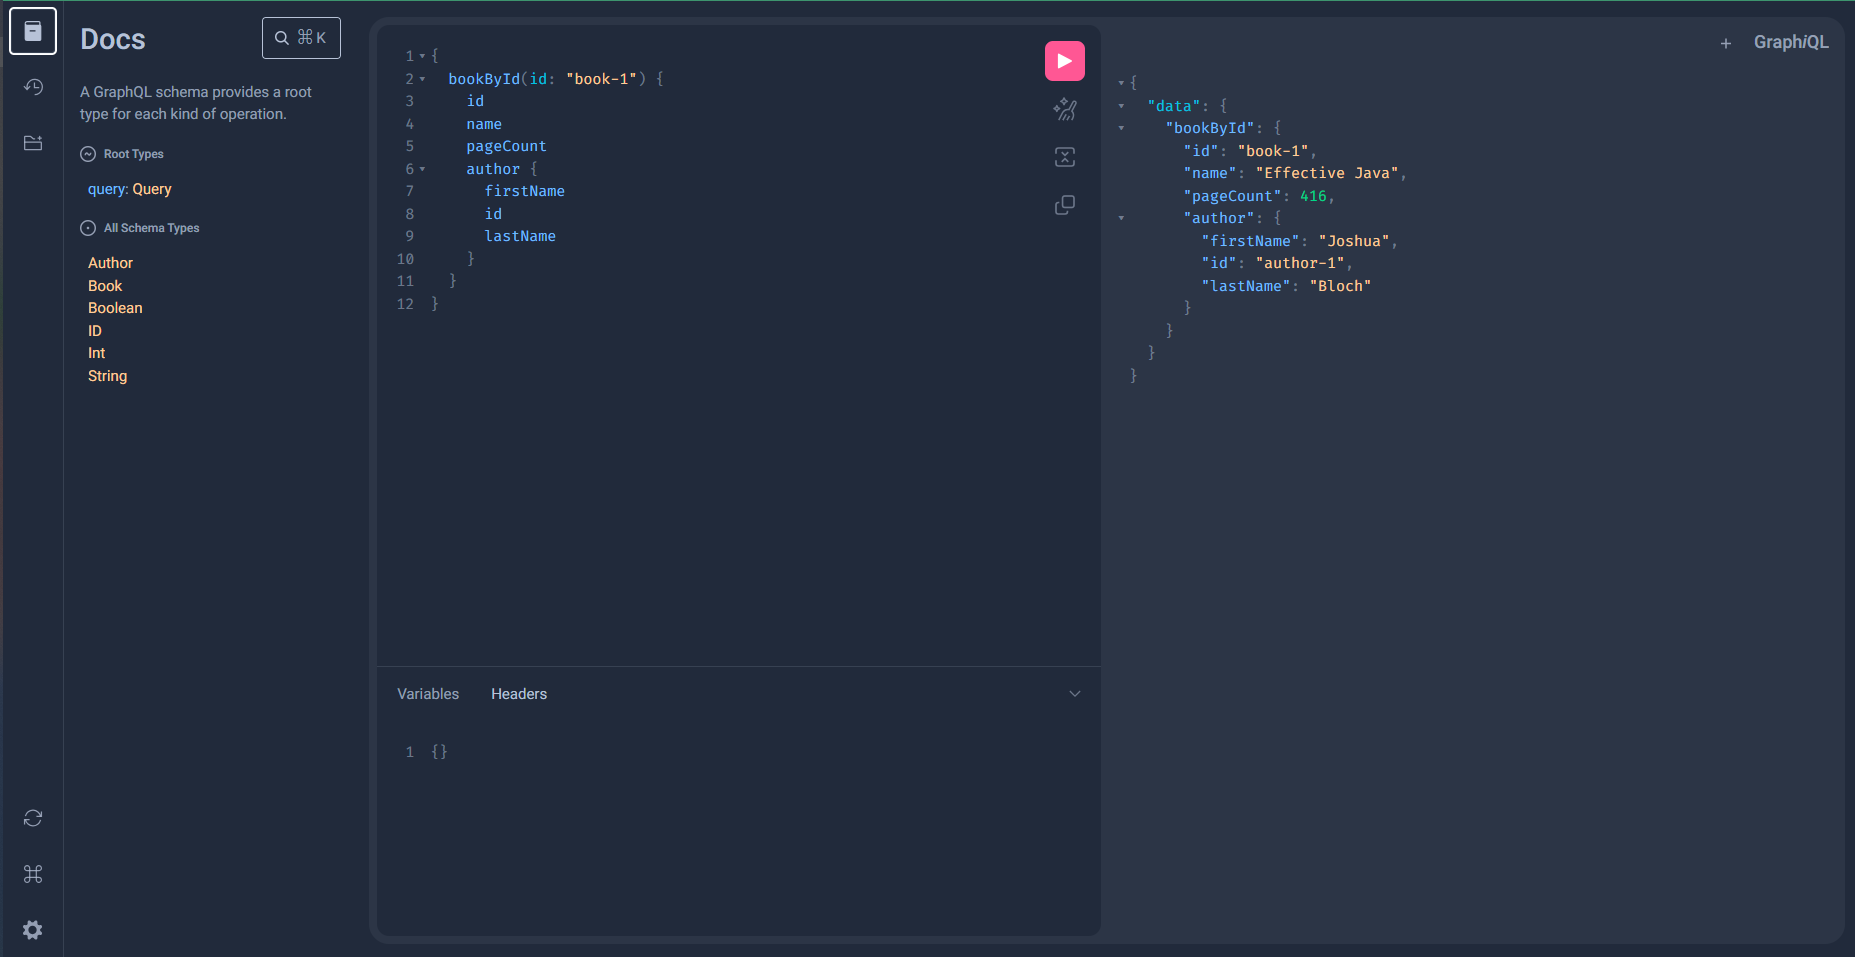 Docs
⌘ K
A GraphQL schema provides a root
type for each kind of operation.
Root Types
query: Query
All Schema Types
Author
Book
Boolean
ID
Int
String
1 {
2 bookById(id: "book-1") {
3 id
4 name
5 pageCount
6 author {
7 firstName
8 id
9 lastName
10 }
11 }
12 }
Variables Headers
1 {}
+ GraphiQL
{
"data": {
"bookById": {
"id": "book-1",
"name": "Effective Java",
"pageCount": 416,
"author": {
"firstName": "Joshua",
"id": "author-1",
"lastName": "Bloch"
}
}
}
}